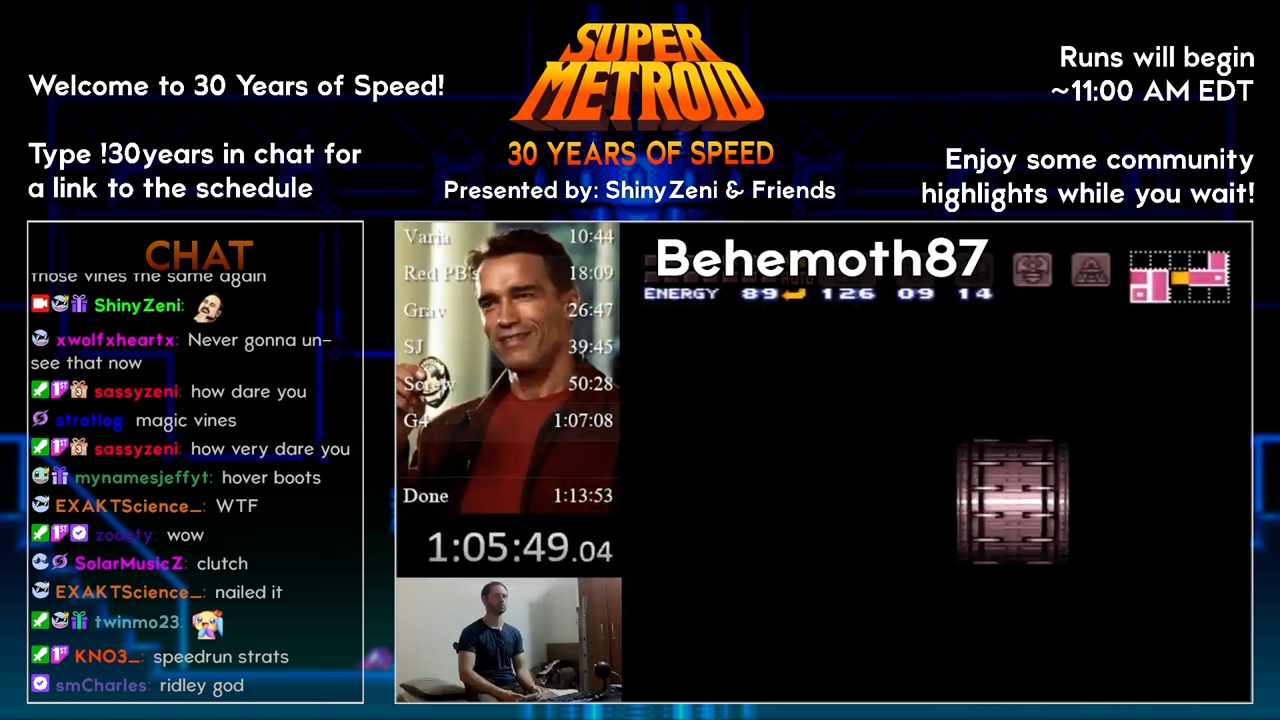 SUPER
METROID
30 YEARS OF SPEED
Presented by: ShinyZeni & Friends
Welcome to 30 Years of Speed!
Type !30years in chat for
a link to the schedule
Runs will begin
~11:00 AM EDT
Enjoy some community
highlights while you wait!
CHAT
those vines the same again
ShinyZeni:
xwolfxheartx: Never gonna un-
see that now
sassyzeni: how dare you
strotlog: magic vines
sassyzeni: how very dare you
mynamesjeffyt: hover boots
EXAKTScience_: WTF
wow
SolarMusicZ: clutch
EXAKTScience_: nailed it
twinmo23:
KNO3_: speedrun strats
smCharles: ridley god
Varia 10:44
Red PB's 18:09
Grav 26:47
SJ 39:45
Screw 50:28
G4 1:07:08
Done 1:13:53
1:05:49.04
Behemoth87
ENERGY 89 126 09 14